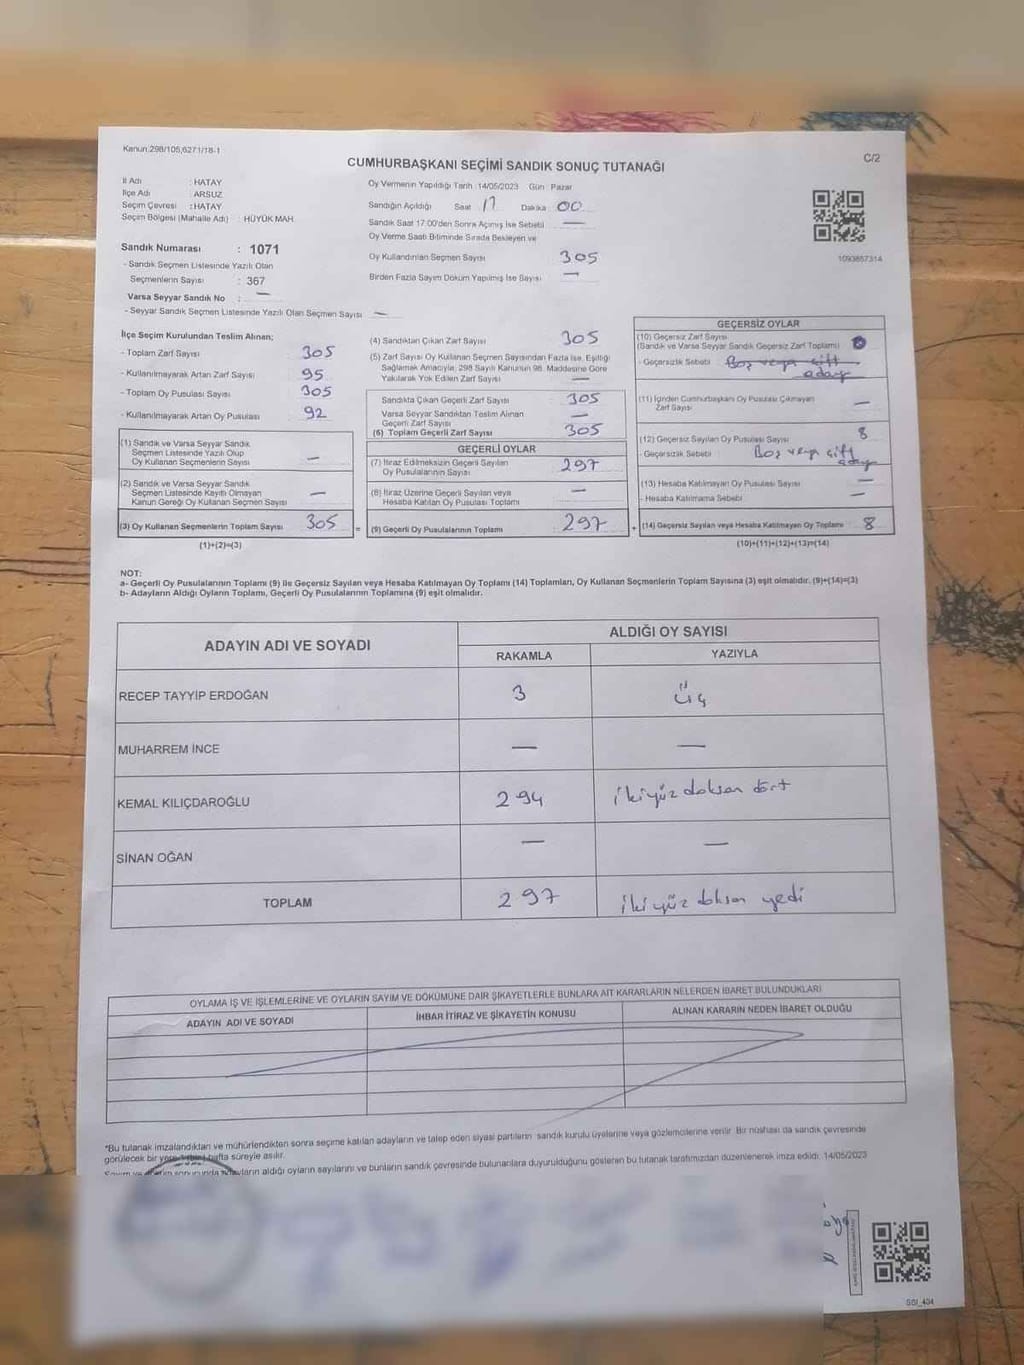 Kanun:298/105,6271/18-1
C/2
CUMHURBAŞKANI SEÇİMİ SANDIK SONUÇ TUTANAĞI
İl Adı : HATAY
İlçe Adı : ARSUZ
Seçim Çevresi : HATAY
Seçim Bölgesi (Mahalle Adı) : HÜYÜK MAH.
Sandık Numarası : 1071
- Sandık Seçmen Listesinde Yazılı Olan
Seçmenlerin Sayısı : 367
Varsa Seyyar Sandık No : —
- Seyyar Sandık Seçmen Listesinde Yazılı Olan Seçmen Sayısı —
Oy Vermenin Yapıldığı Tarih : 14/05/2023 Gün : Pazar
Sandığın Açıldığı Saat 17 Dakika 00
Sandık Saat 17.00'den Sonra Açılmış İse Sebebi —
Oy Verme Saati Bitiminde Sırada Bekleyen ve
Oy Kullandırılan Seçmen Sayısı 305
Birden Fazla Sayım Döküm Yapılmış İse Sayısı —
1093857314
İlçe Seçim Kurulundan Teslim Alınan;
- Toplam Zarf Sayısı 305
- Kullanılmayarak Artan Zarf Sayısı 95
- Toplam Oy Pusulası Sayısı 305
- Kullanılmayarak Artan Oy Pusulası 92
(1) Sandık ve Varsa Seyyar Sandık
Seçmen Listesinde Yazılı Olup
Oy Kullanan Seçmenlerin Sayısı —
(2) Sandık ve Varsa Seyyar Sandık
Seçmen Listesinde Kayıtlı Olmayan
Kanun Gereği Oy Kullanan Seçmen Sayısı —
(3) Oy Kullanan Seçmenlerin Toplam Sayısı 305 =
(1)+(2)=(3)
(4) Sandıktan Çıkan Zarf Sayısı 305
(5) Zarf Sayısı Oy Kullanan Seçmen Sayısından Fazla İse, Eşitliği
Sağlamak Amacıyla, 298 Sayılı Kanunun 98. Maddesine Göre
Yakılarak Yok Edilen Zarf Sayısı —
Sandıkta Çıkan Geçerli Zarf Sayısı 305
Varsa Seyyar Sandıktan Teslim Alınan
Geçerli Zarf Sayısı —
(6) Toplam Geçerli Zarf Sayısı 305
GEÇERLİ OYLAR
(7) İtiraz Edilmeksizin Geçerli Sayılan
Oy Pusulalarının Sayısı 297
(8) İtiraz Üzerine Geçerli Sayılan veya
Hesaba Katılan Oy Pusulası Toplamı —
(9) Geçerli Oy Pusulalarının Toplamı 297 +
GEÇERSİZ OYLAR
(10) Geçersiz Zarf Sayısı
(Sandık ve Varsa Seyyar Sandık Geçersiz Zarf Toplamı)
- Geçersizlik Sebebi Boş veya çift
aday
(11) İçinden Cumhurbaşkanı Oy Pusulası Çıkmayan
Zarf Sayısı —
(12) Geçersiz Sayılan Oy Pusulası Sayısı 8
- Geçersizlik Sebebi Boş veya çift
aday
(13) Hesaba Katılmayan Oy Pusulası Sayısı —
- Hesaba Katılmama Sebebi —
(14) Geçersiz Sayılan veya Hesaba Katılmayan Oy Toplamı 8
(10)+(11)+(12)+(13)=(14)
NOT:
a- Geçerli Oy Pusulalarının Toplamı (9) ile Geçersiz Sayılan veya Hesaba Katılmayan Oy Toplamı (14) Toplamları, Oy Kullanan Seçmenlerin Toplam Sayısına (3) eşit olmalıdır. (9)+(14)=(3)
b- Adayların Aldığı Oyların Toplamı, Geçerli Oy Pusulalarının Toplamına (9) eşit olmalıdır.
ADAYIN ADI VE SOYADI
ALDIĞI OY SAYISI
RAKAMLA YAZIYLA
RECEP TAYYİP ERDOĞAN 3 Üç
MUHARREM İNCE — —
KEMAL KILIÇDAROĞLU 294 ikiyüz doksan dört
SİNAN OĞAN — —
TOPLAM 297 ikiyüz doksan yedi
OYLAMA İŞ VE İŞLEMLERİNE VE OYLARIN SAYIM VE DÖKÜMÜNE DAİR ŞİKAYETLERLE BUNLARA AİT KARARLARIN NELERDEN İBARET BULUNDUKLARI
ADAYIN ADI VE SOYADI İHBAR İTİRAZ VE ŞİKAYETİN KONUSU ALINAN KARARIN NEDEN İBARET OLDUĞU
*Bu tutanak imzalandıktan ve mühürlendikten sonra seçime katılan adayların ve talep eden siyasi partilerin sandık kurulu üyelerine veya gözlemcilerine verilir. Bir nüshası da sandık çevresinde
görülecek bir yere bir hafta süreyle asılır.
adayların aldığı oyların sayılarını ve bunların sandık çevresinde bulunanlara duyurulduğunu gösteren bu tutanak tarafımızdan düzenlenerek imza edildi. 14/05/2023